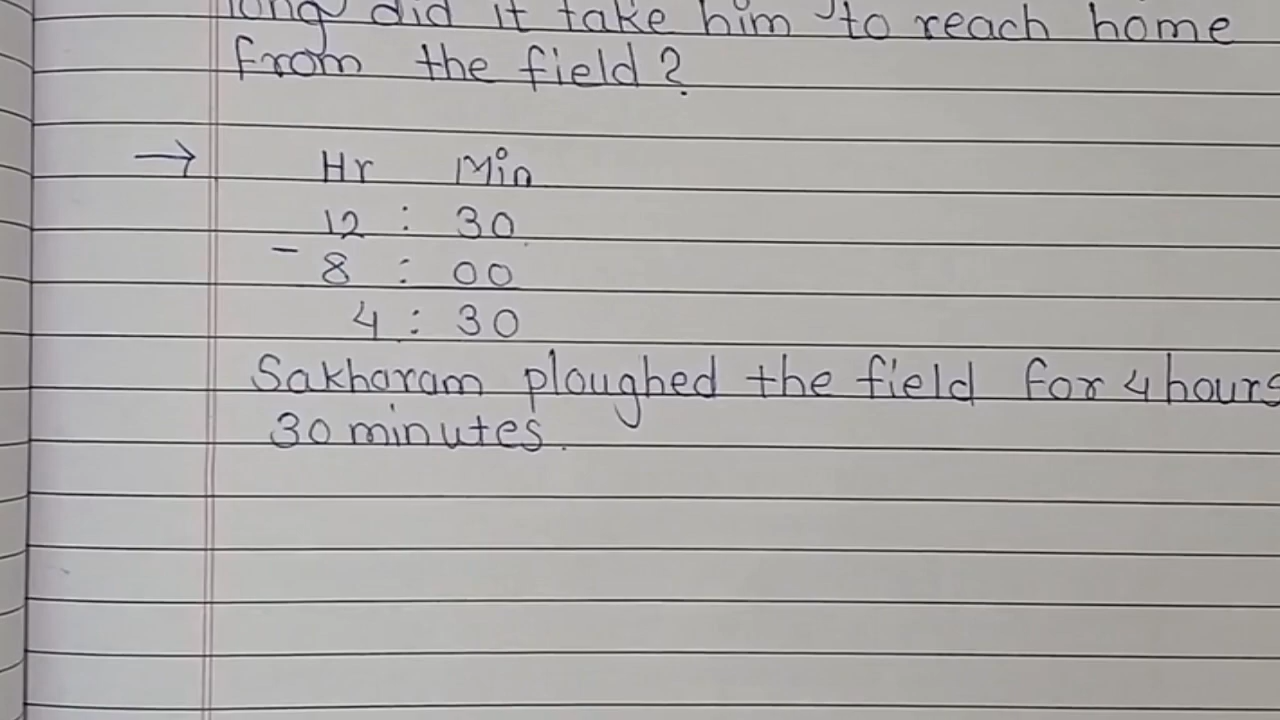 long did it take him to reach home
from the field?
→ Hr Min
12 : 30
- 8 : 00
4 : 30
Sakharam ploughed the field for 4 hours
30 minutes.